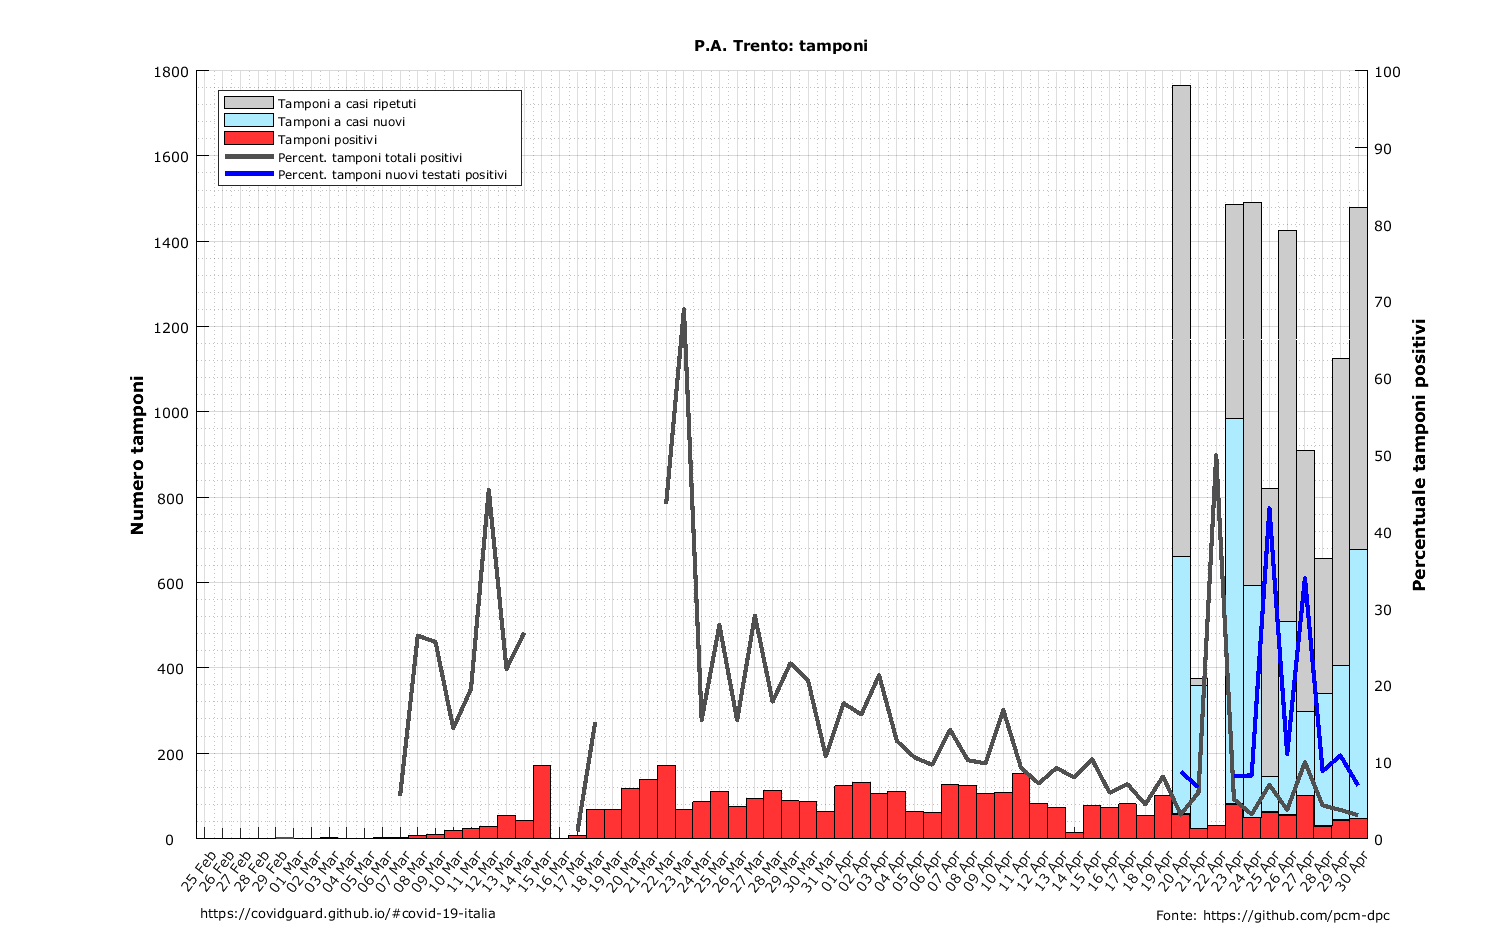 P.A. Trento: tamponi
Tamponi a casi ripetuti
Tamponi a casi nuovi
Tamponi positivi
Percent. tamponi totali positivi
Percent. tamponi nuovi testati positivi
Numero tamponi
1800
1600
1400
1200
1000
800
600
400
200
0
100
90
80
70
60
50
40
30
20
10
0
Percentuale tamponi positivi
25 Feb
26 Feb
27 Feb
28 Feb
29 Feb
01 Mar
02 Mar
03 Mar
04 Mar
05 Mar
06 Mar
07 Mar
08 Mar
09 Mar
10 Mar
11 Mar
12 Mar
13 Mar
14 Mar
15 Mar
16 Mar
17 Mar
18 Mar
19 Mar
20 Mar
21 Mar
22 Mar
23 Mar
24 Mar
25 Mar
26 Mar
27 Mar
28 Mar
29 Mar
30 Mar
31 Mar
01 Apr
02 Apr
03 Apr
04 Apr
05 Apr
06 Apr
07 Apr
08 Apr
09 Apr
10 Apr
11 Apr
12 Apr
13 Apr
14 Apr
15 Apr
16 Apr
17 Apr
18 Apr
19 Apr
20 Apr
21 Apr
22 Apr
23 Apr
24 Apr
25 Apr
26 Apr
27 Apr
28 Apr
29 Apr
30 Apr
https://covidguard.github.io/#covid-19-italia
Fonte: https://github.com/pcm-dpc